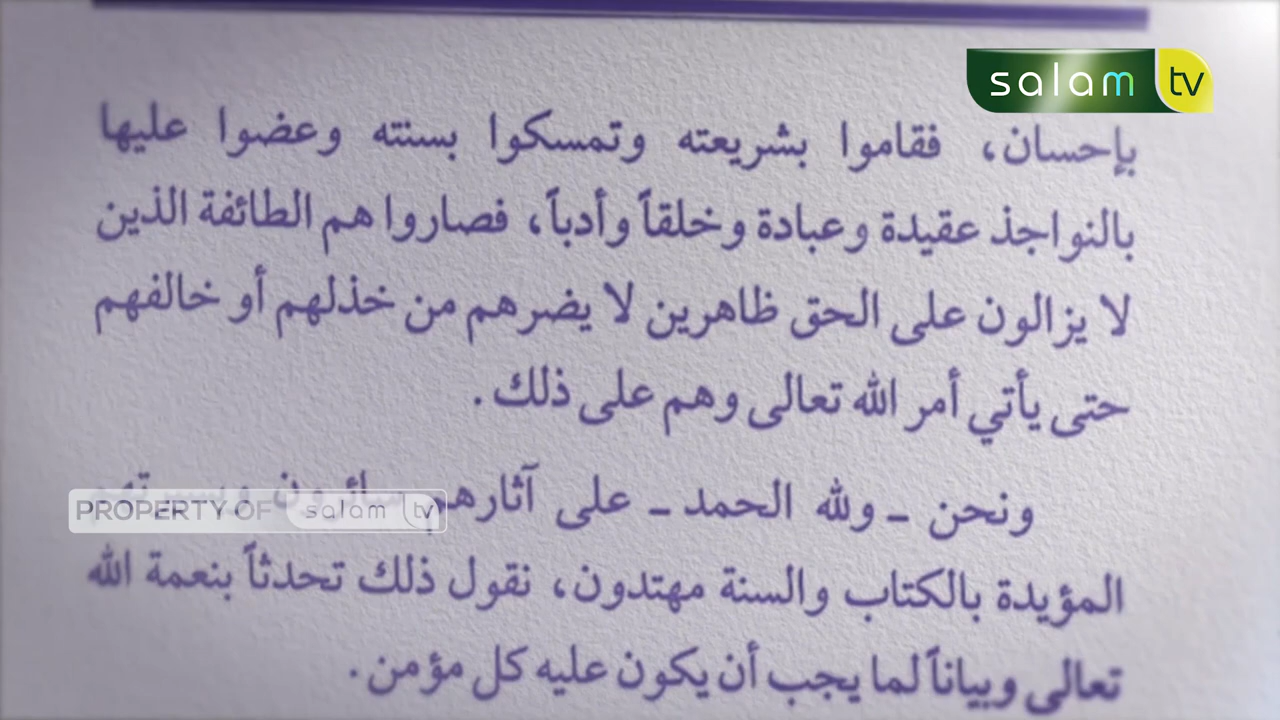 salam tv
بإحسان، فقاموا بشريعته وتمسكوا بسنته وعضوا عليها
بالنواجذ عقيدة وعبادة وخلقاً وأدباً، فصاروا هم الطائفة الذين
لا يزالون على الحق ظاهرين لا يضرهم من خذلهم أو خالفهم
حتى يأتي أمر الله تعالى وهم على ذلك.
ونحن ـ ولله الحمد ـ على آثارهم سائرون
PROPERTY OF salam tv
المؤيدة بالكتاب والسنة مهتدون، نقول ذلك تحدثاً بنعمة الله
تعالى وبياناً لما يجب أن يكون عليه كل مؤمن.